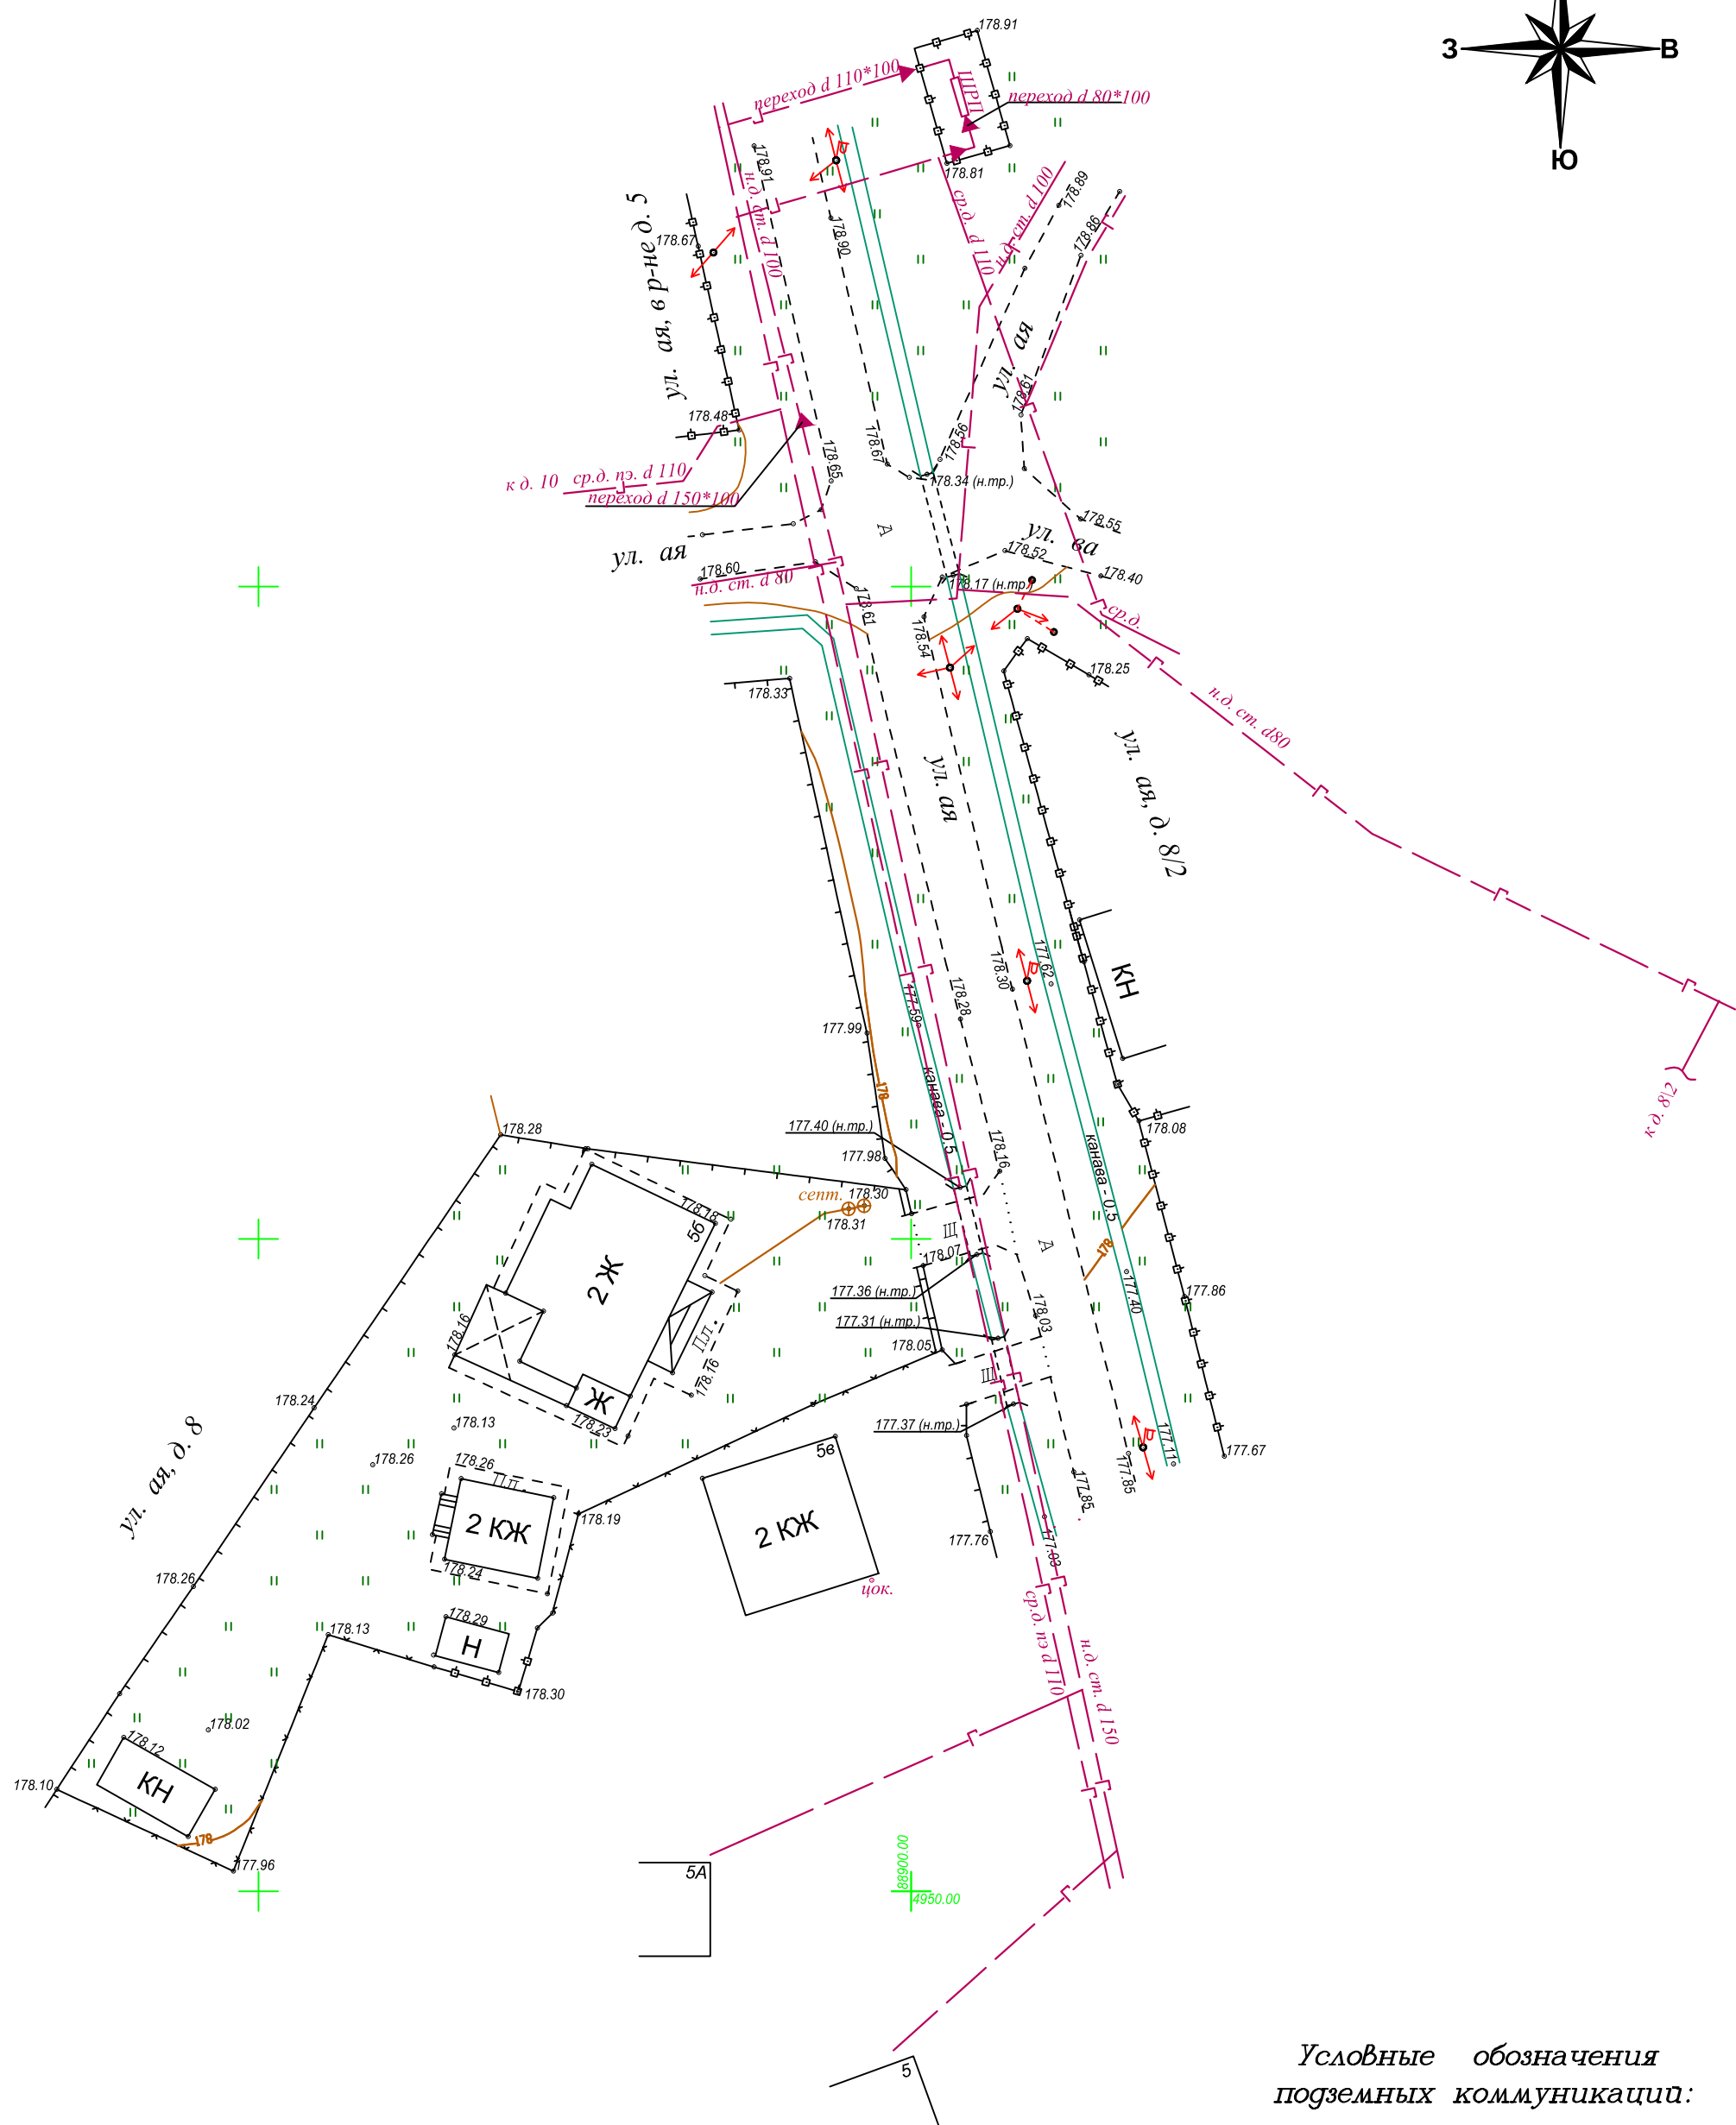 178.91
З
В
Ю
переход d 110*100
ШРП
переход d 80*100
178.91
178.81
н.д. ст. d 100
ср.д. d 110
н.д. ст. d 100
178.89
178.86
178.90
178.67
ул. ая, в р-не д. 5
ул. ая
178.61
178.48
178.67
178.56
178.65
178.34 (н.тр.)
к д. 10 ср.д. пэ. d 110
переход d 150*100
А
178.55
ул. ва
178.52
178.40
ул. ая
178.60
н.д. ст. d 80
178.17 (н.тр.)
178.61
178.54
ср.д.
178.25
178.33
н.д. ст. d80
ул. ая
ул. ая, д. 8/2
177.62
178.30
КН
178.28
177.59
177.99
178
канава - 0.5
к д. 8\2
178.28
177.40 (н.тр.)
178.08
177.98
178.16
канава - 0.5
септ.
178.30
178.18
5б
178.31
Щ
А
178
178.07
2 Ж
177.36 (н.тр.)
177.40
177.86
178.03
177.31 (н.тр.)
178.16
П.Л.
178.05
178.16
Щ
Ж
178.24
178.13
178.23
177.37 (н.тр.)
177.11
177.67
5в
178.26
178.26
П.Л.
177.85
177.85
ул. ая, д. 8
2 КЖ
2 КЖ
178.19
177.76
177.03
178.24
178.26
цок.
178.29
178.13
Н
ср.д. пэ d 110
н.д. ст. d 150
178.30
178.02
178.12
178.10
КН
178
177.96
5А
88900.00
4950.00
5
Условные обозначения
подземных коммуникаций: